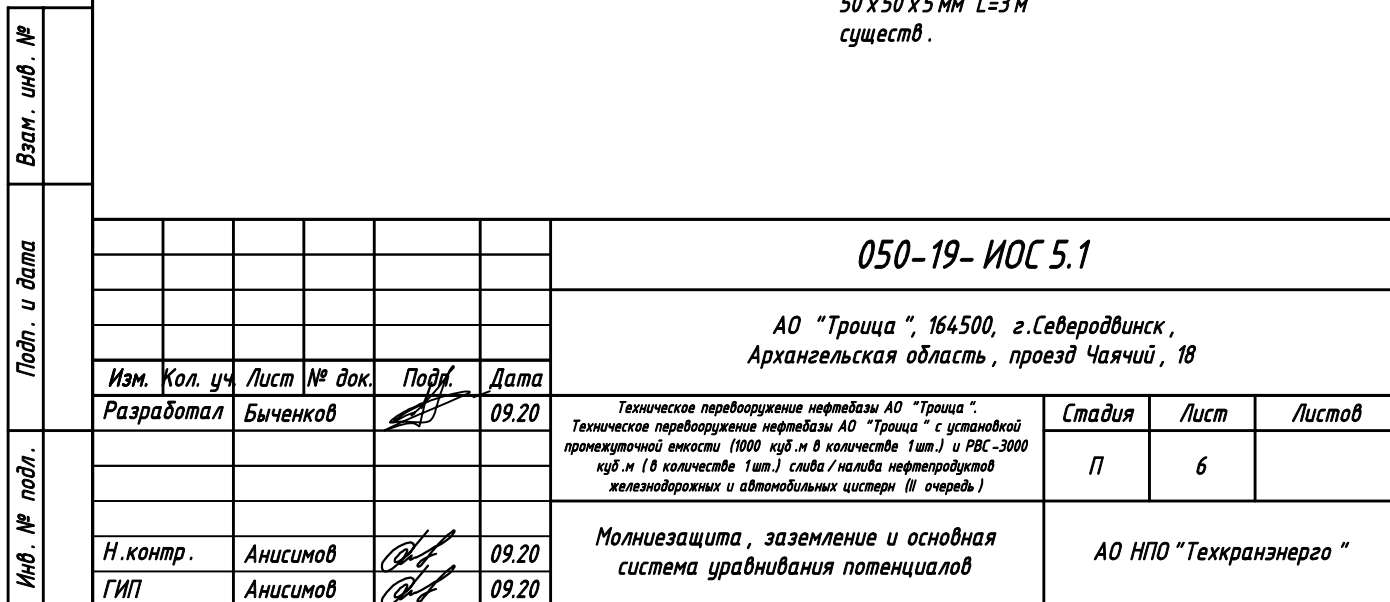 50 х 50 х 5 мм L=3 м
существ.
Взам. инв. №
Подп. и дата
Инв. № подл.
050-19- ИОС 5.1
АО "Троица", 164500, г.Северодвинск,
Архангельская область, проезд Чаячий, 18
Изм. Кол. уч. Лист № док. Подп. Дата
Разработал Быченков 09.20
Техническое перевооружение нефтебазы АО "Троица".
Техническое перевооружение нефтебазы АО "Троица" с установкой
промежуточной емкости (1000 куб.м в количестве 1 шт.) и РВС-3000
куб.м (в количестве 1 шт.) слива/налива нефтепродуктов
железнодорожных и автомобильных цистерн (II очередь)
Стадия Лист Листов
П 6
Н.контр. Анисимов 09.20
ГИП Анисимов 09.20
Молниезащита, заземление и основная
система уравнивания потенциалов
АО НПО "Техкранэнерго"